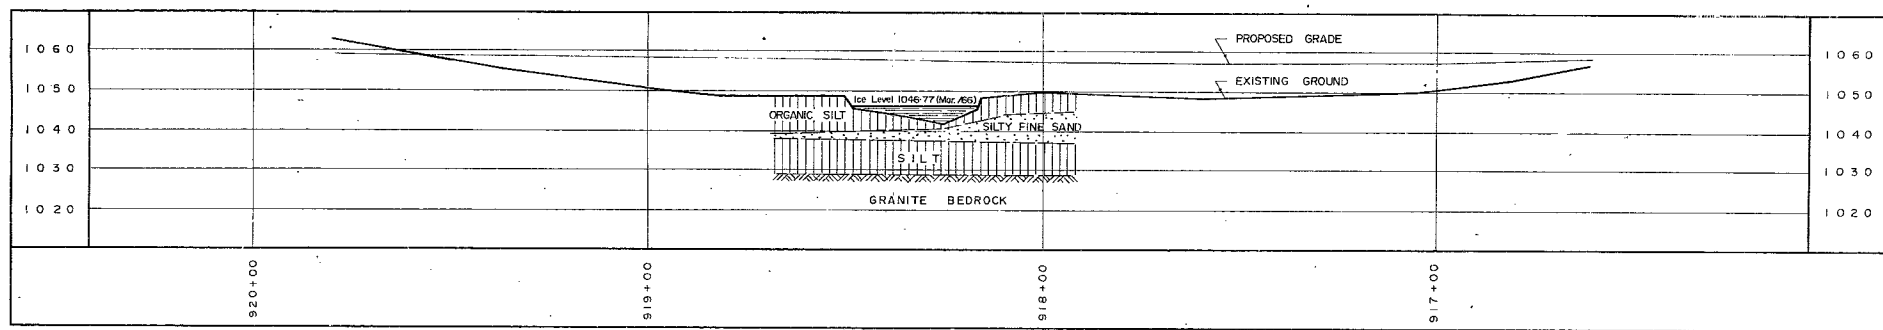 PROPOSED GRADE
1060
1060
EXISTING GROUND
1050
1050
Ice Level 1046·77 (Mar. /66)
ORGANIC SILT
SILTY FINE SAND
1040
1040
SILT
1030
1030
GRANITE BEDROCK
1020
1020
920+00
919+00
918+00
917+00